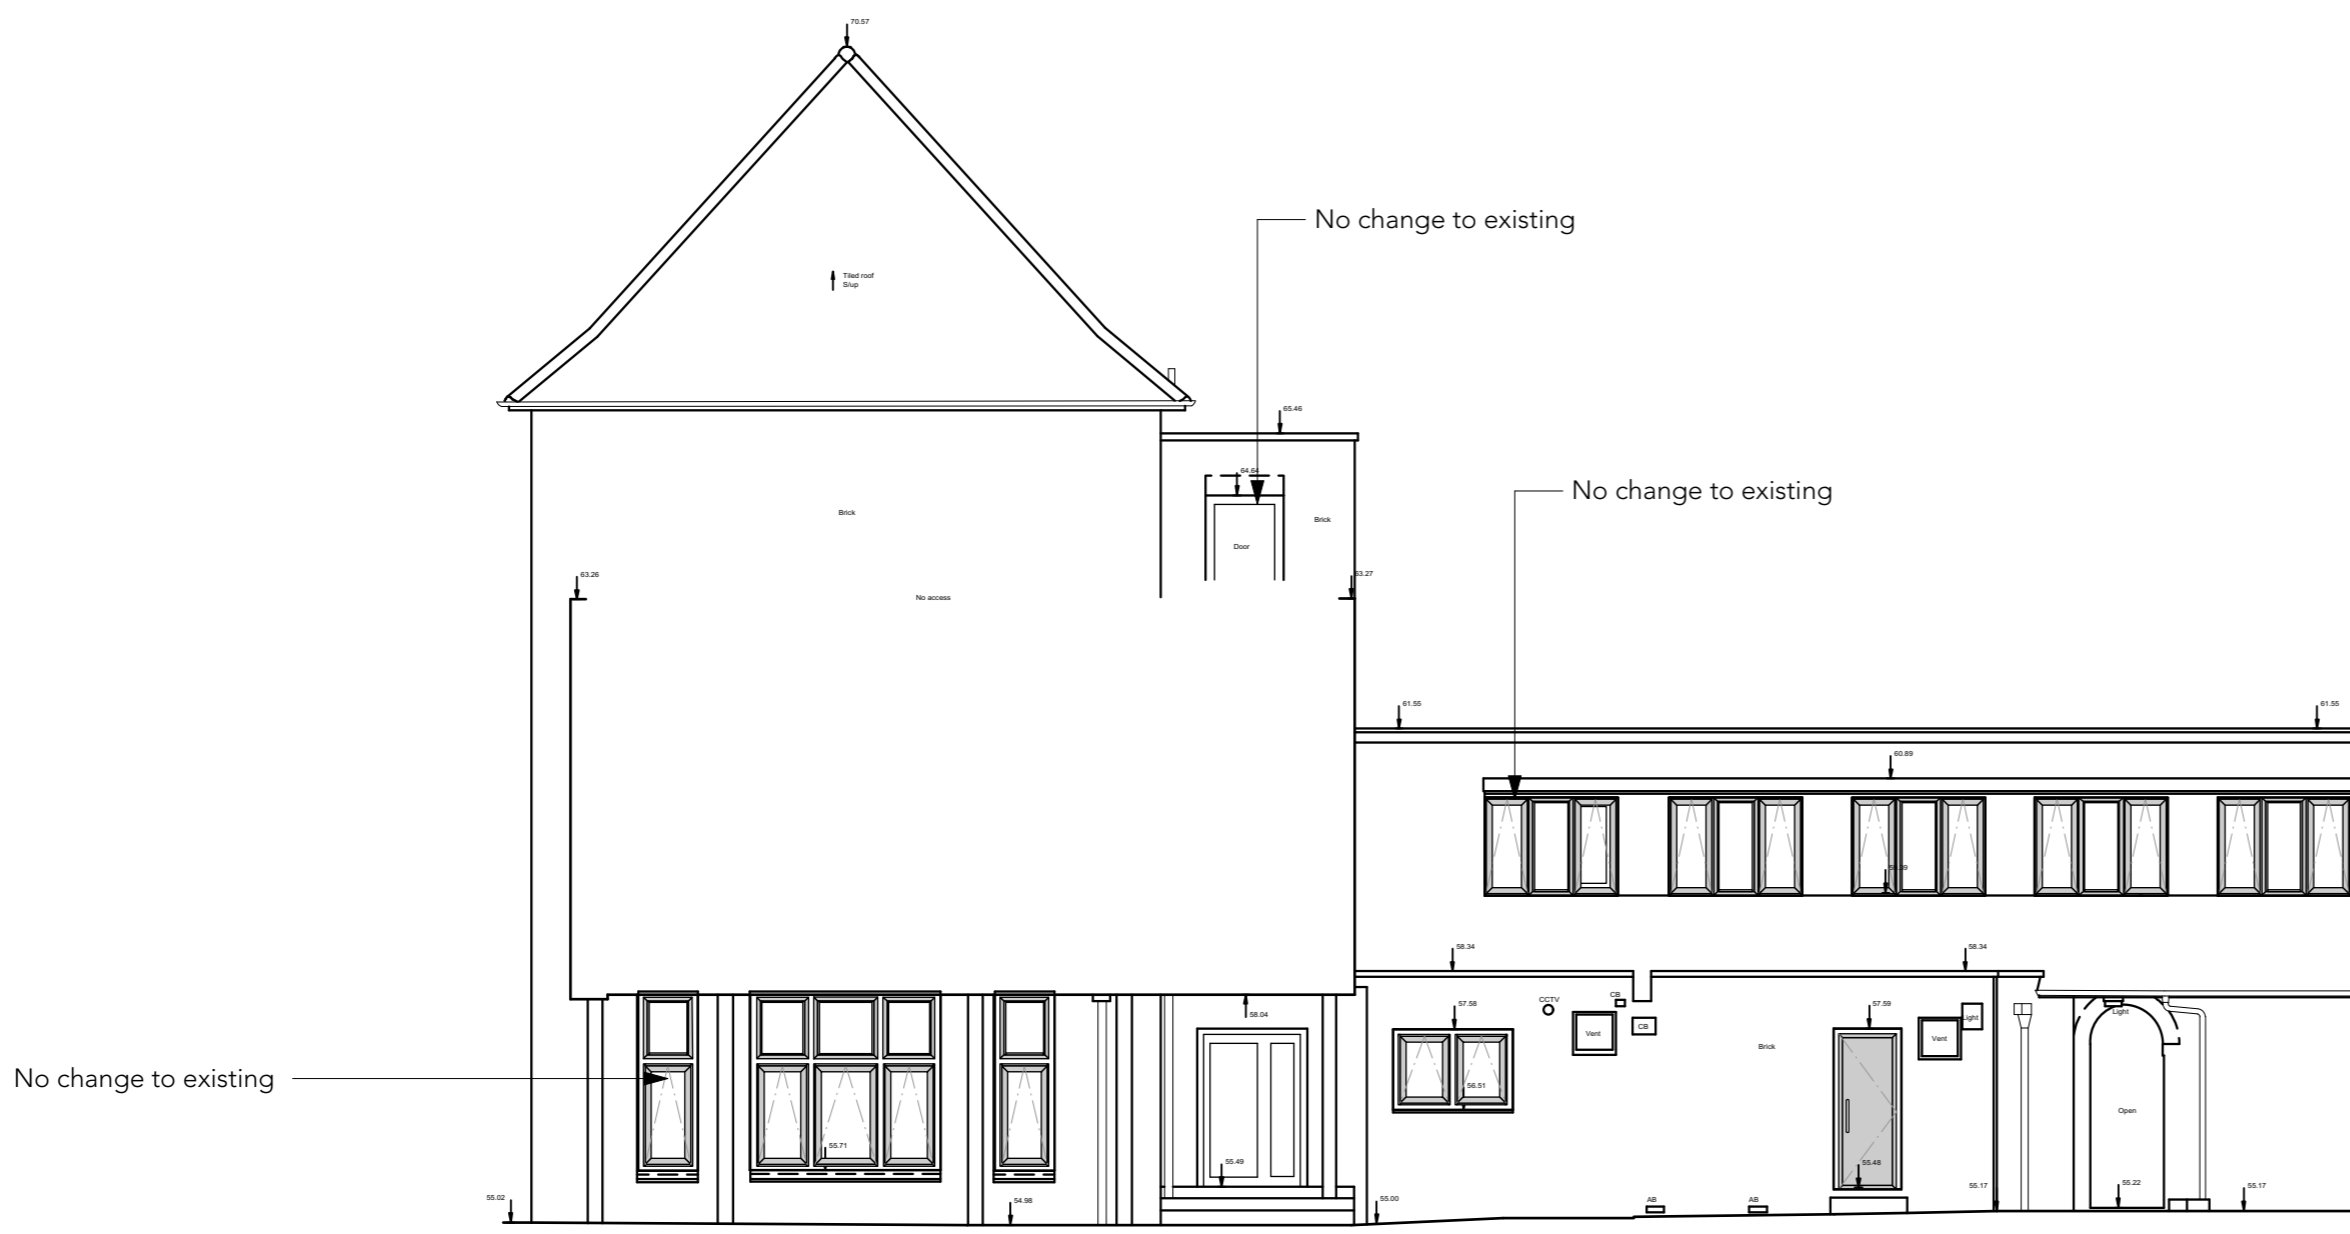 70.57
No change to existing
Tiled roof
S/up
65.46
64.64
No change to existing
Brick
Brick
Door
63.26
63.27
No access
61.55
61.55
60.89
58.34
58.34
57.58
CCTV
CB
57.59
58.04
Light
Light
Vent
CB
Vent
Brick
No change to existing
56.51
Open
55.71
55.49
55.48
55.02
54.98
55.00
AB
AB
55.17
55.22
55.17